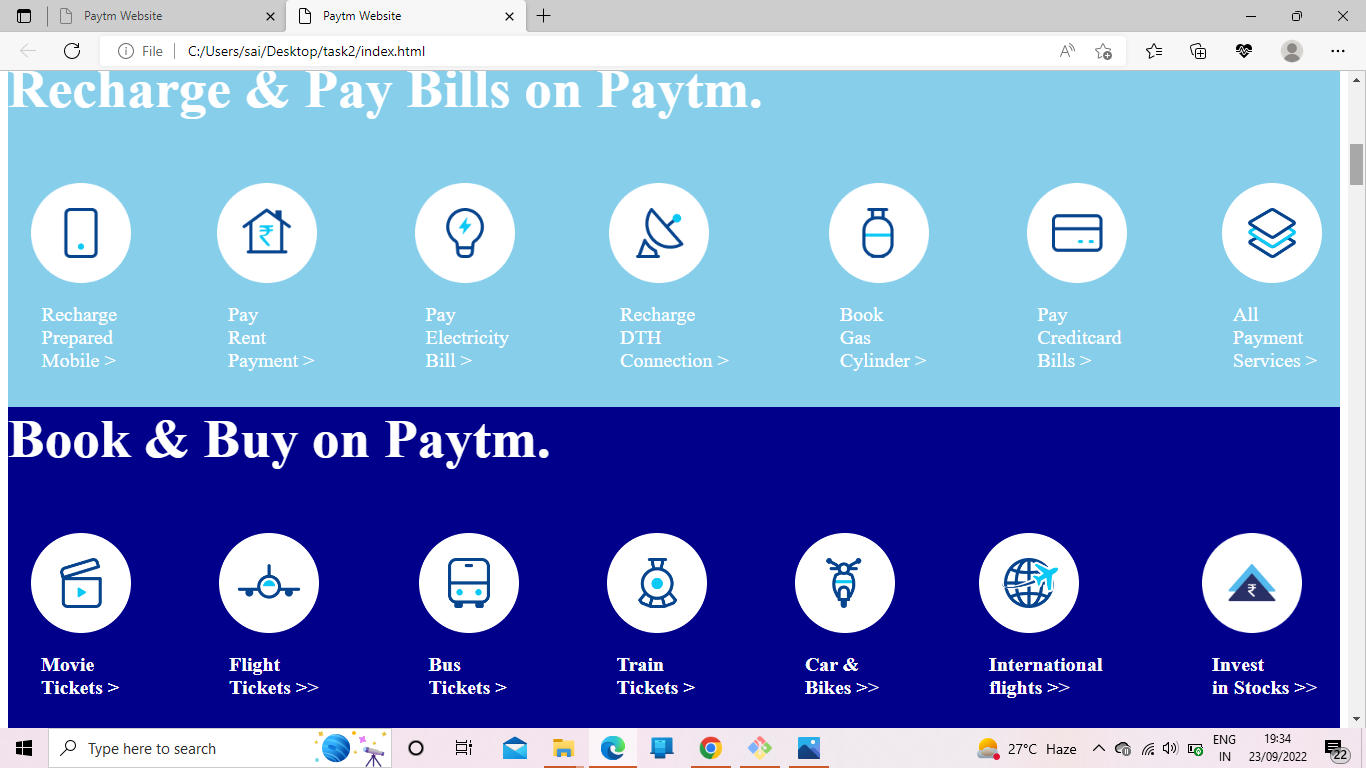 Paytm Website
Paytm Website
File
C:/Users/sai/Desktop/task2/index.html
Recharge & Pay Bills on Paytm.
₹
Recharge
Prepared
Mobile >
Pay
Rent
Payment >
Pay
Electricity
Bill >
Recharge
DTH
Connection >
Book
Gas
Cylinder >
Pay
Creditcard
Bills >
All
Payment
Services >
Book & Buy on Paytm.
₹
Movie
Tickets >
Flight
Tickets >>
Bus
Tickets >
Train
Tickets >
Car &
Bikes >>
International
flights >>
Invest
in Stocks >>
Type here to search
27°C Haze
ENG
IN
19:34
23/09/2022
22